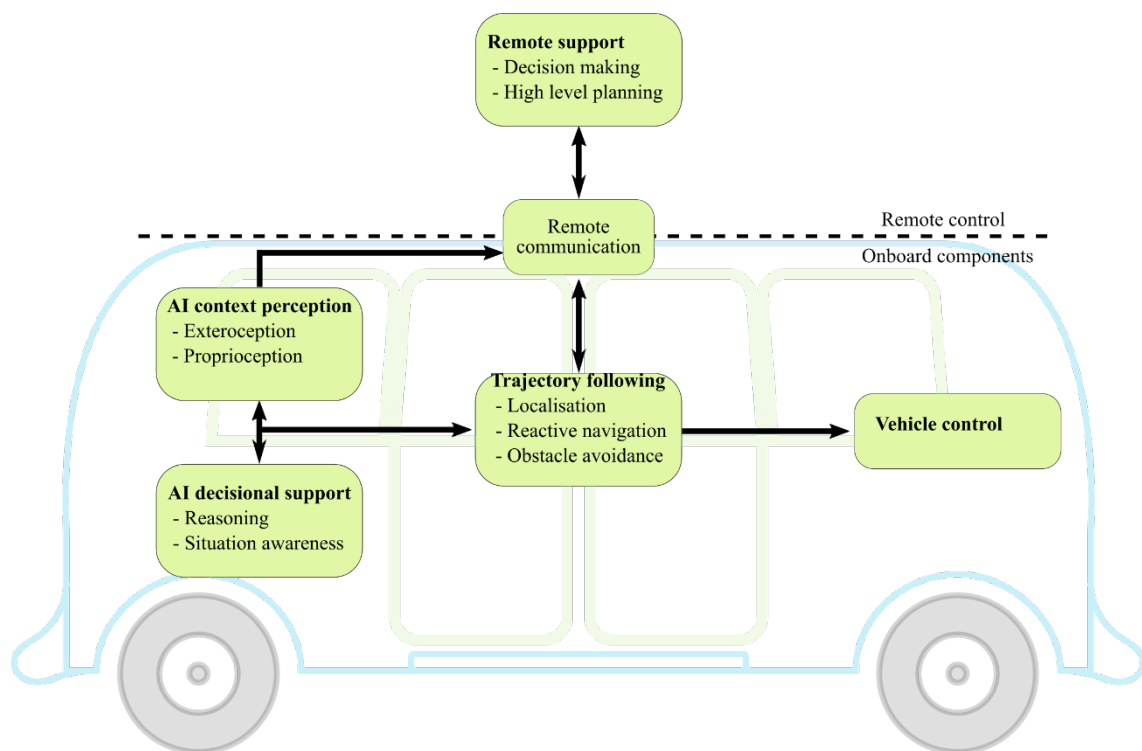 Remote support
- Decision making
- High level planning
Remote
communication
Remote control
Onboard components
AI context perception
- Exteroception
- Proprioception
Trajectory following
- Localisation
- Reactive navigation
- Obstacle avoidance
Vehicle control
AI decisional support
- Reasoning
- Situation awareness